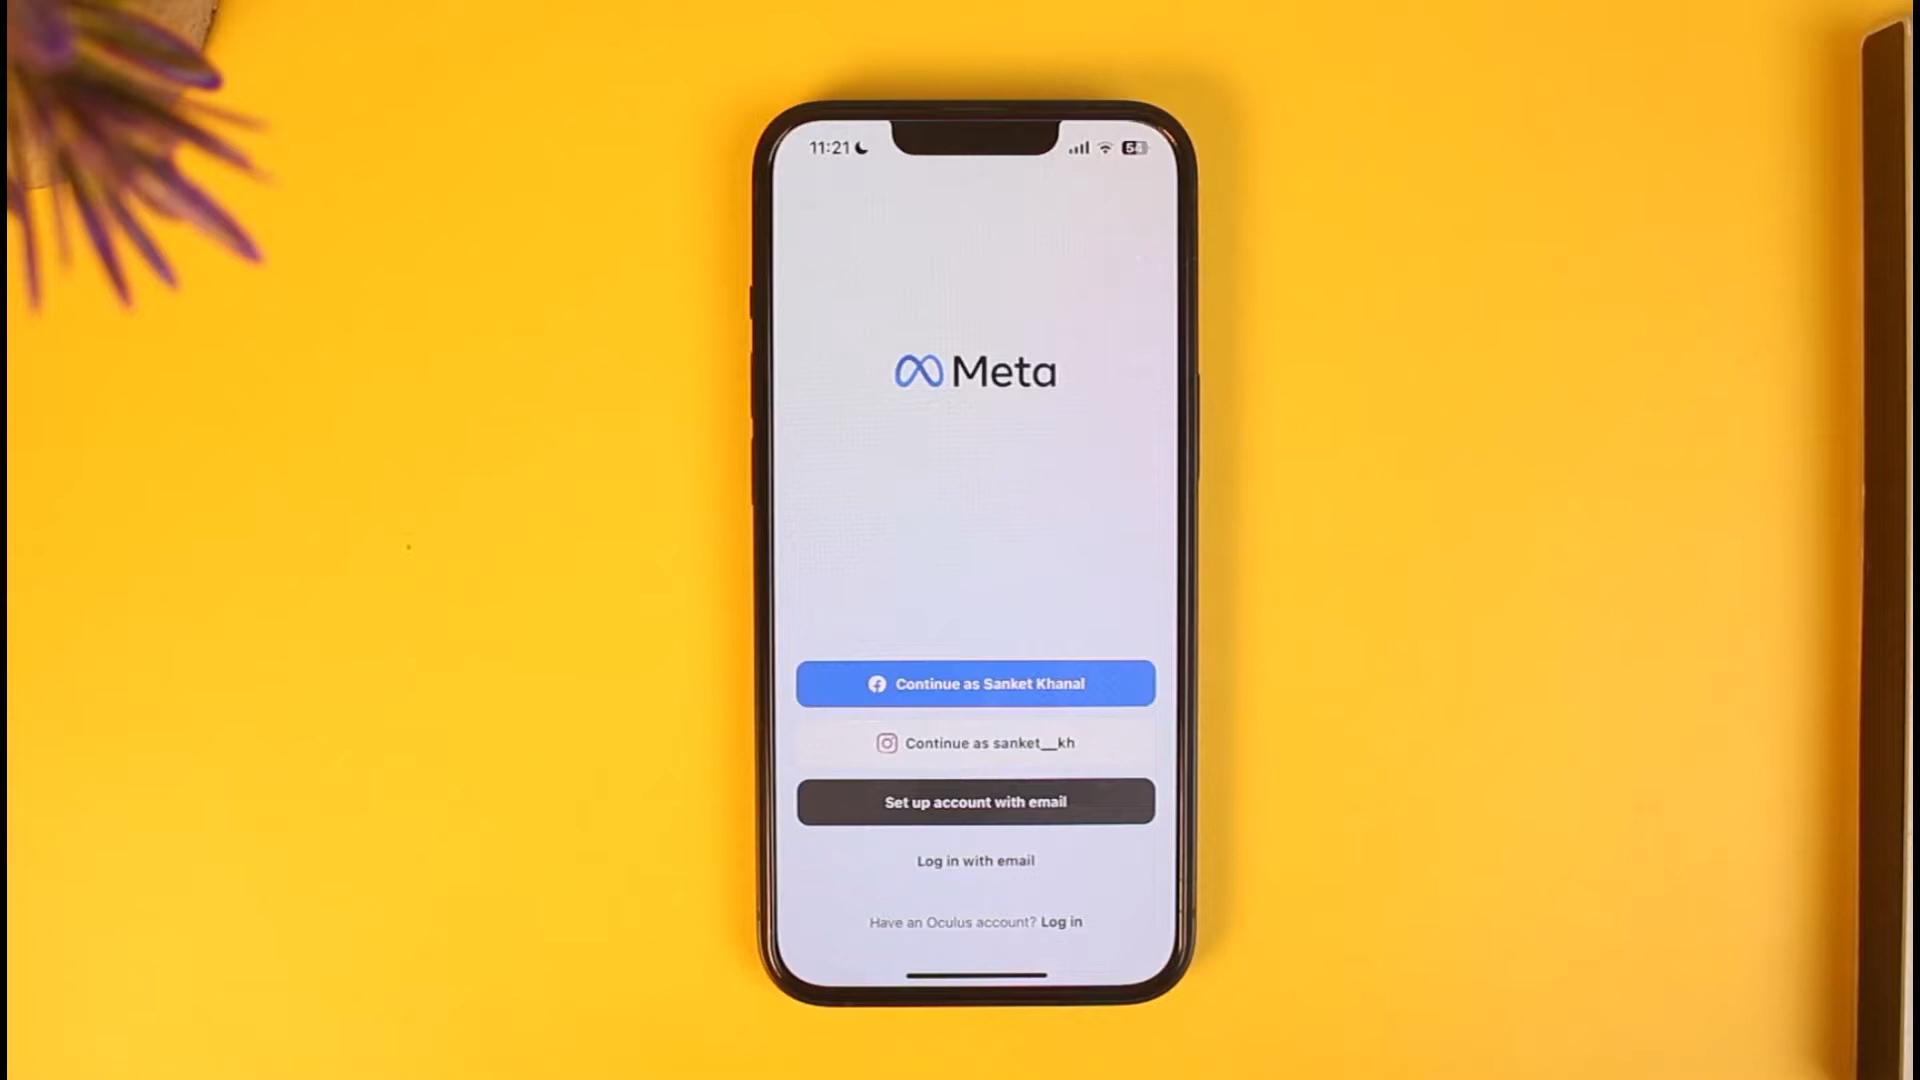 11:21
54
Meta
Continue as Sanket Khanal
Continue as sanket__kh
Set up account with email
Log in with email
Have an Oculus account? Log in